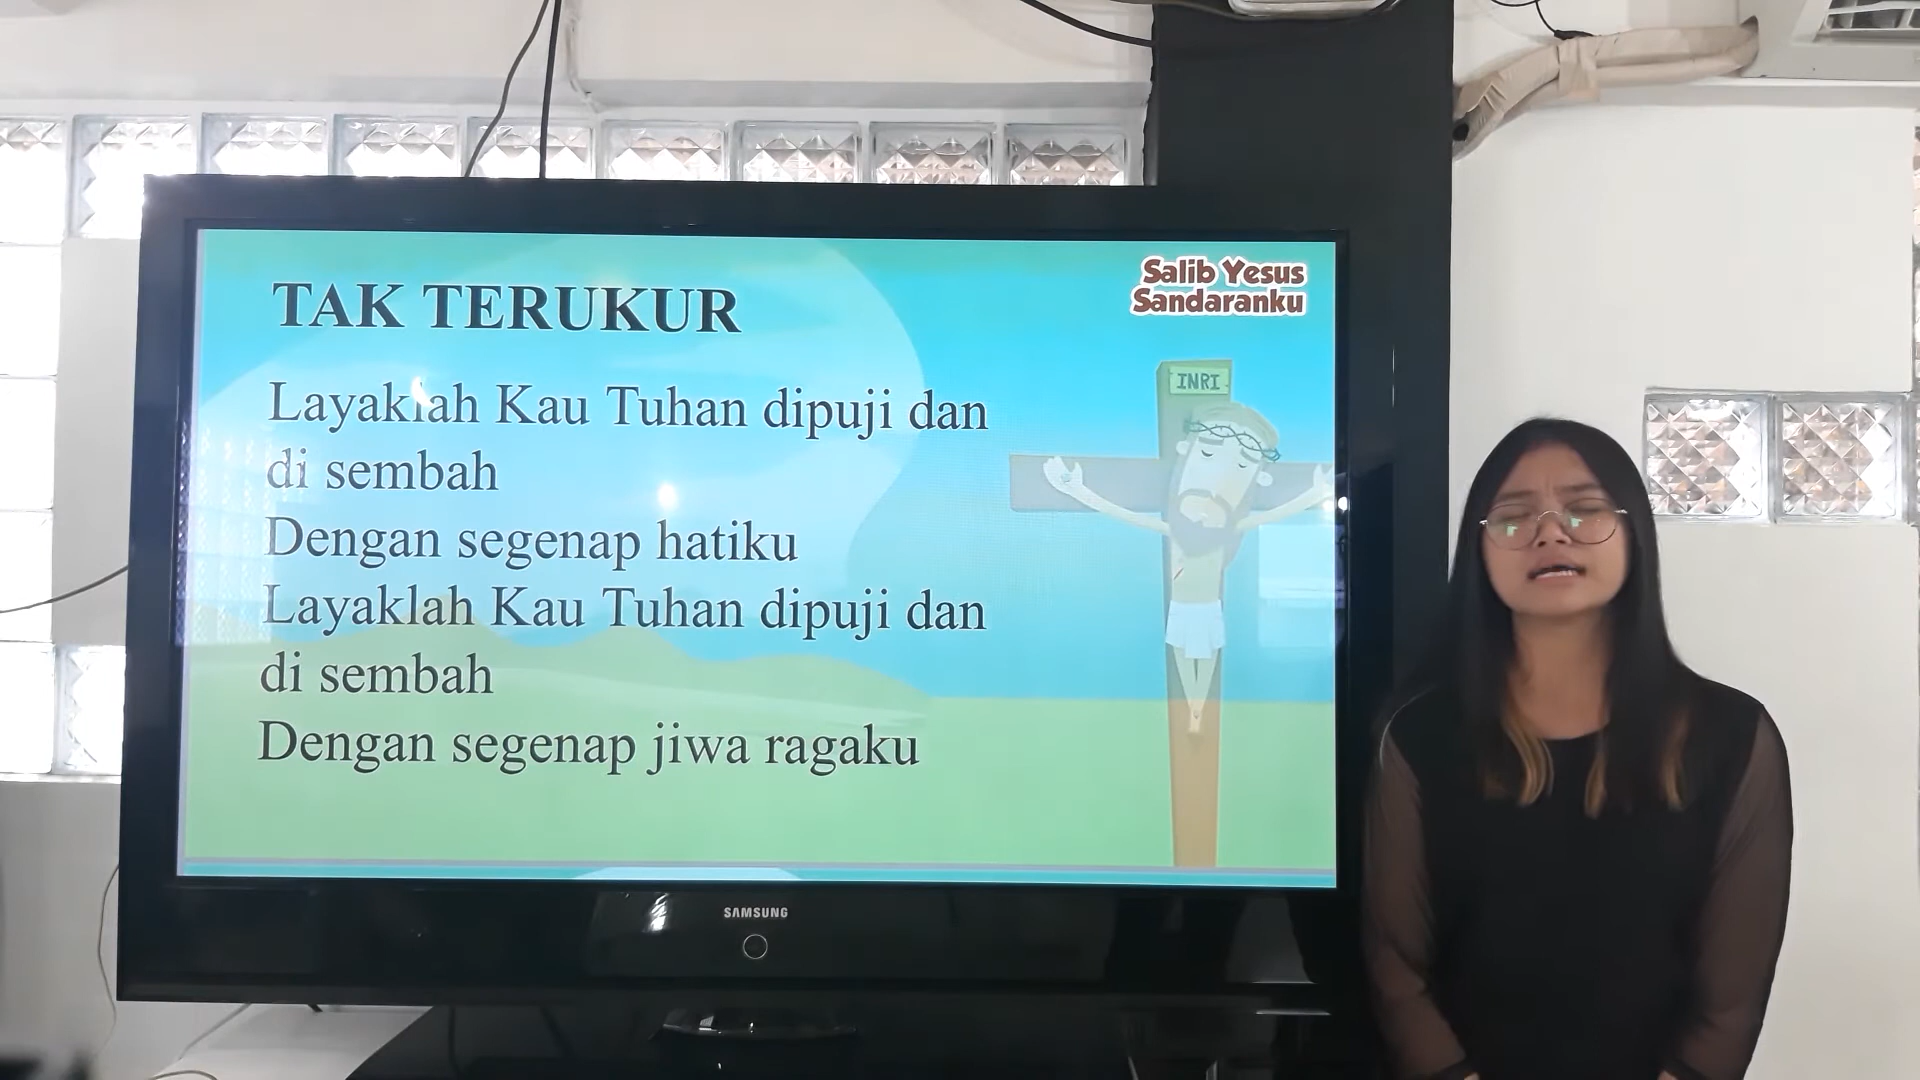 TAK TERUKUR
Salib Yesus
Sandaranku
INRI
Layaklah Kau Tuhan dipuji dan
di sembah
Dengan segenap hatiku
Layaklah Kau Tuhan dipuji dan
di sembah
Dengan segenap jiwa ragaku
SAMSUNG